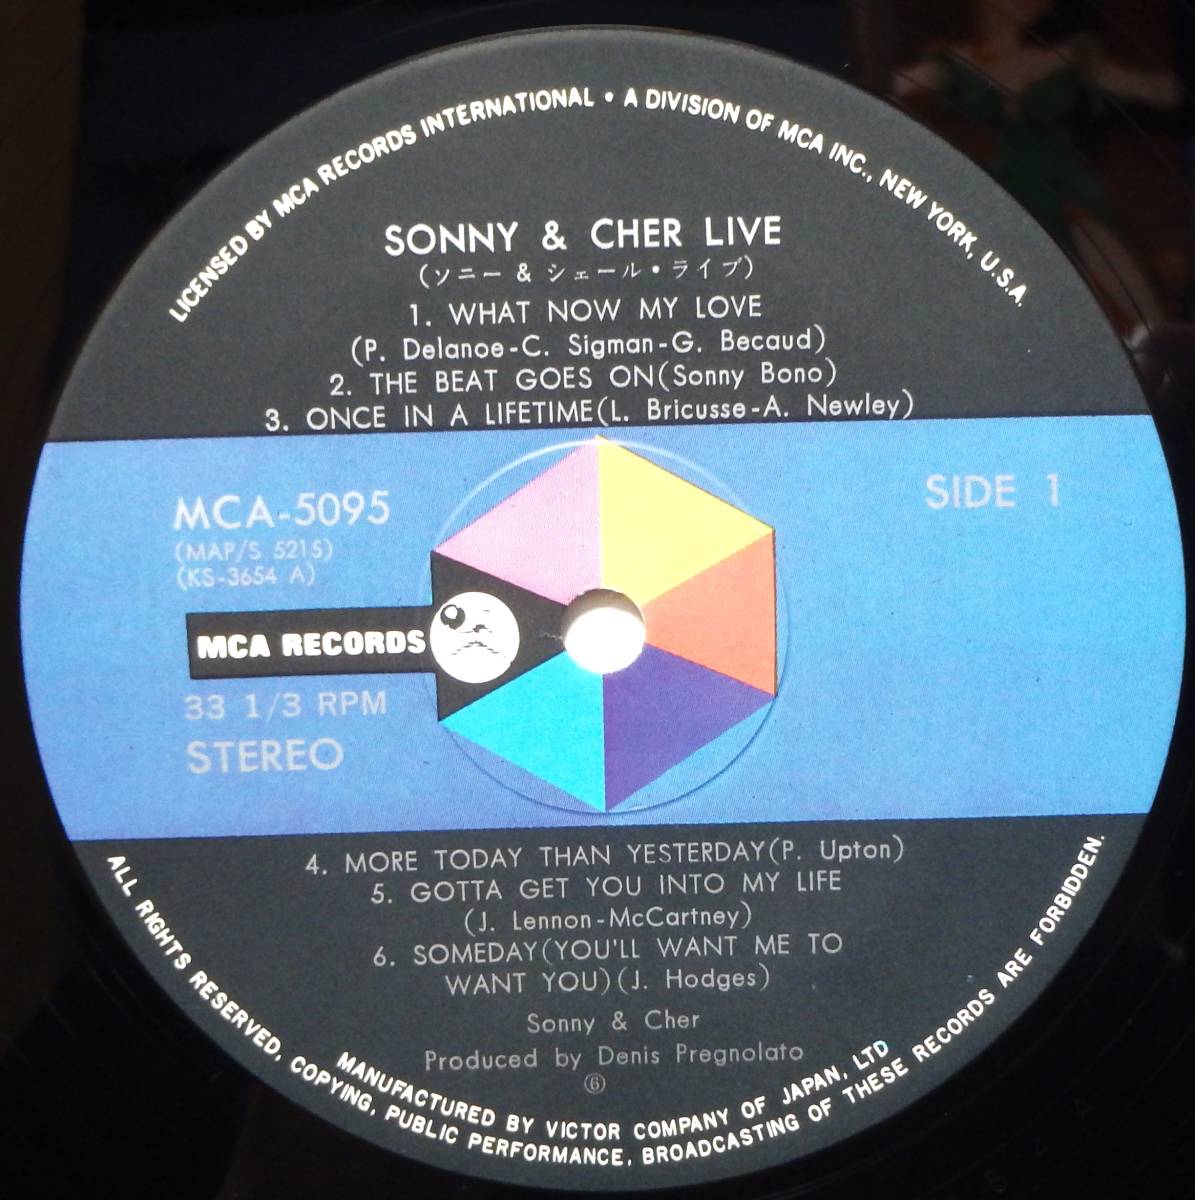 LICENSED BY MCA RECORDS INTERNATIONAL • A DIVISION OF MCA INC., NEW YORK, U.S.A.
SONNY & CHER LIVE
(ソニー & シェール・ライブ)
1. WHAT NOW MY LOVE
(P. Delanoe-C. Sigman-G. Becaud)
2. THE BEAT GOES ON(Sonny Bono)
3. ONCE IN A LIFETIME(L. Bricusse-A. Newley)
MCA-5095
(MAP/S 5215)
(KS-3654 A)
SIDE 1
MCA RECORDS
33 1/3 RPM
STEREO
4. MORE TODAY THAN YESTERDAY(P. Upton)
5. GOTTA GET YOU INTO MY LIFE
(J. Lennon-McCartney)
6. SOMEDAY(YOU'LL WANT ME TO
WANT YOU)(J. Hodges)
Sonny & Cher
Produced by Denis Pregnolato
⑥
MANUFACTURED BY VICTOR COMPANY OF JAPAN, LTD
ALL RIGHTS RESERVED, COPYING, PUBLIC PERFORMANCE, BROADCASTING OF THESE RECORDS ARE FORBIDDEN.